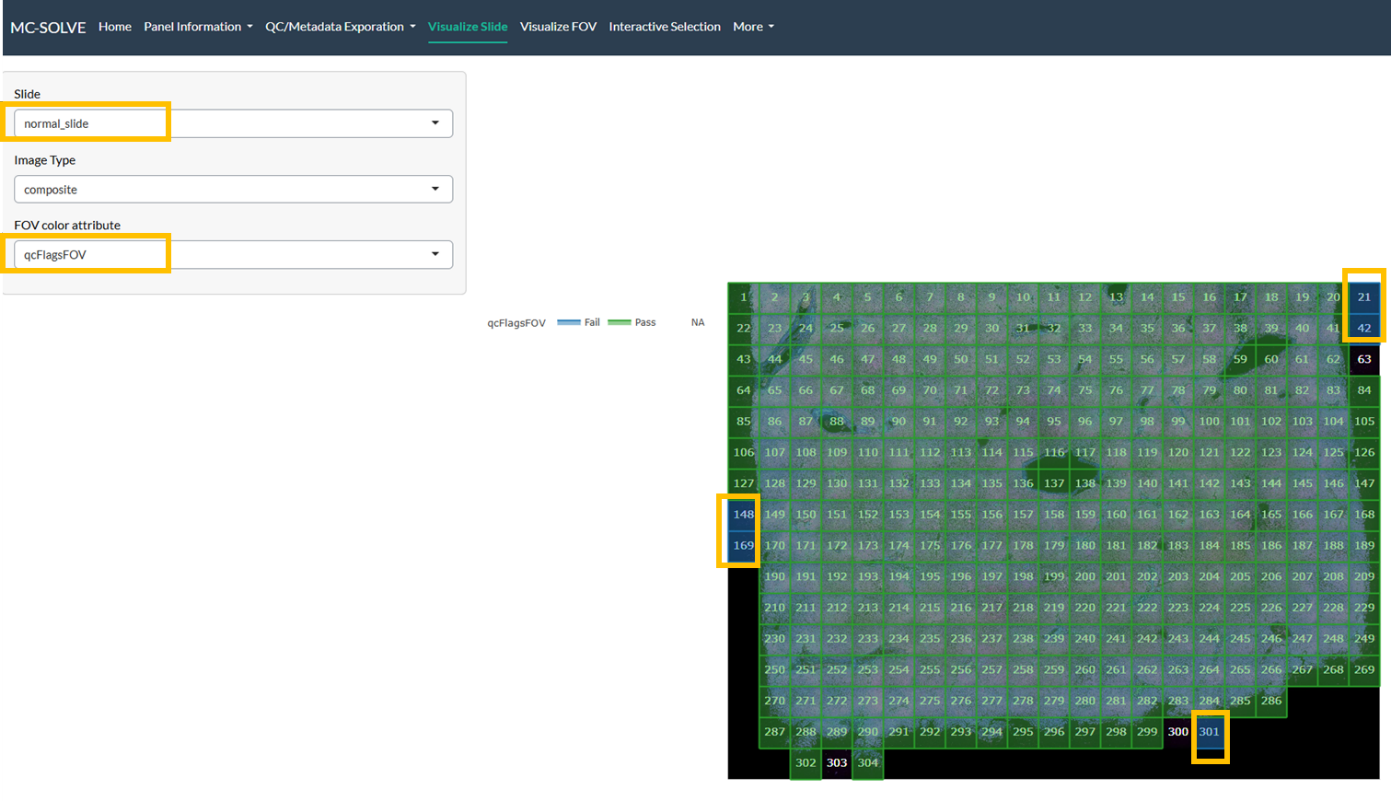 MC-SOLVE Home Panel Information QC/Metadata Exporation Visualize Slide Visualize FOV Interactive Selection More
Slide
normal_slide
Image Type
composite
FOV color attribute
qcFlagsFOV
qcFlagsFOV Fail Pass NA
1 2 3 4 5 6 7 8 9 10 11 12 13 14 15 16 17 18 19 20 21
22 23 24 25 26 27 28 29 30 31 32 33 34 35 36 37 38 39 40 41 42
43 44 45 46 47 48 49 50 51 52 53 54 55 56 57 58 59 60 61 62 63
64 65 66 67 68 69 70 71 72 73 74 75 76 77 78 79 80 81 82 83 84
85 86 87 88 89 90 91 92 93 94 95 96 97 98 99 100 101 102 103 104 105
106 107 108 109 110 111 112 113 114 115 116 117 118 119 120 121 122 123 124 125 126
127 128 129 130 131 132 133 134 135 136 137 138 139 140 141 142 143 144 145 146 147
148 149 150 151 152 153 154 155 156 157 158 159 160 161 162 163 164 165 166 167 168
169 170 171 172 173 174 175 176 177 178 179 180 181 182 183 184 185 186 187 188 189
190 191 192 193 194 195 196 197 198 199 200 201 202 203 204 205 206 207 208 209
210 211 212 213 214 215 216 217 218 219 220 221 222 223 224 225 226 227 228 229
230 231 232 233 234 235 236 237 238 239 240 241 242 243 244 245 246 247 248 249
250 251 252 253 254 255 256 257 258 259 260 261 262 263 264 265 266 267 268 269
270 271 272 273 274 275 276 277 278 279 280 281 282 283 284 285 286
287 288 289 290 291 292 293 294 295 296 297 298 299 300 301
302 303 304